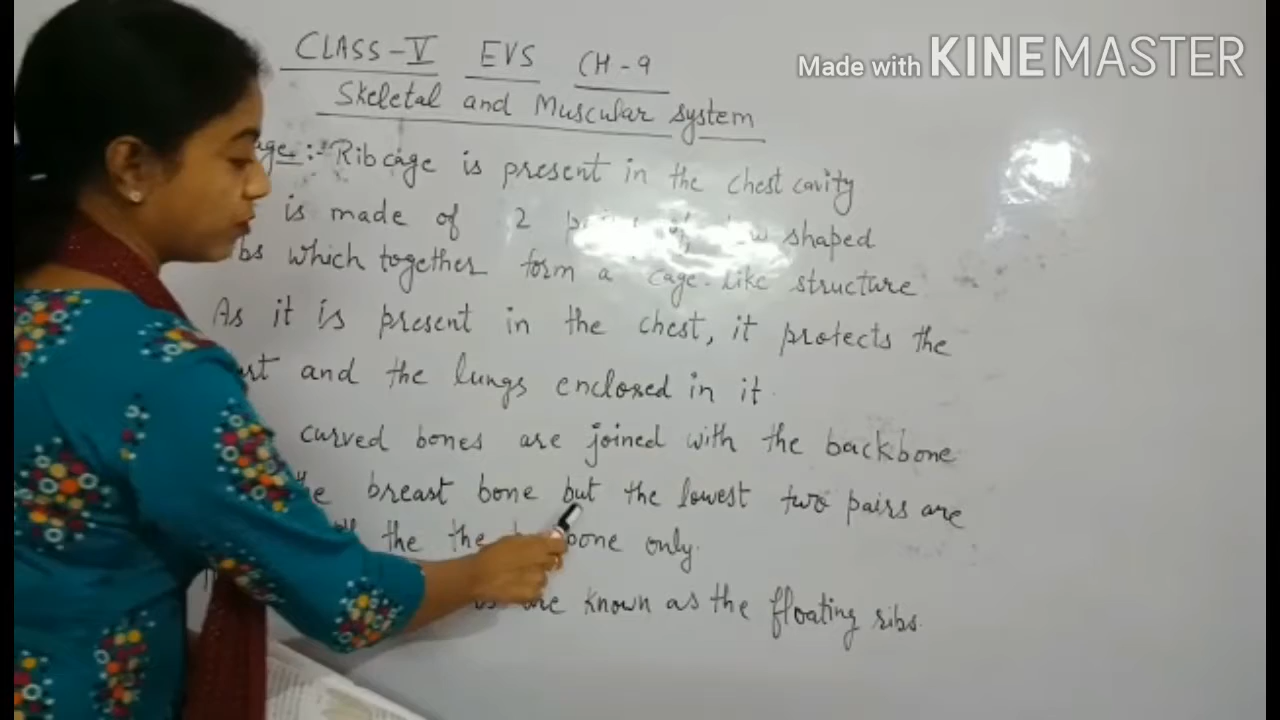 Made with KINEMASTER
CLASS-V EVS CH-9
Skeletal and Muscular system
Ribcage is present in the chest cavity
is made of 2 shaped
which together form a cage-like structure
As it is present in the chest, it protects the
and the lungs enclosed in it.
curved bones are joined with the backbone
breast bone but the lowest two pairs are
the the bone only.
are known as the floating ribs.